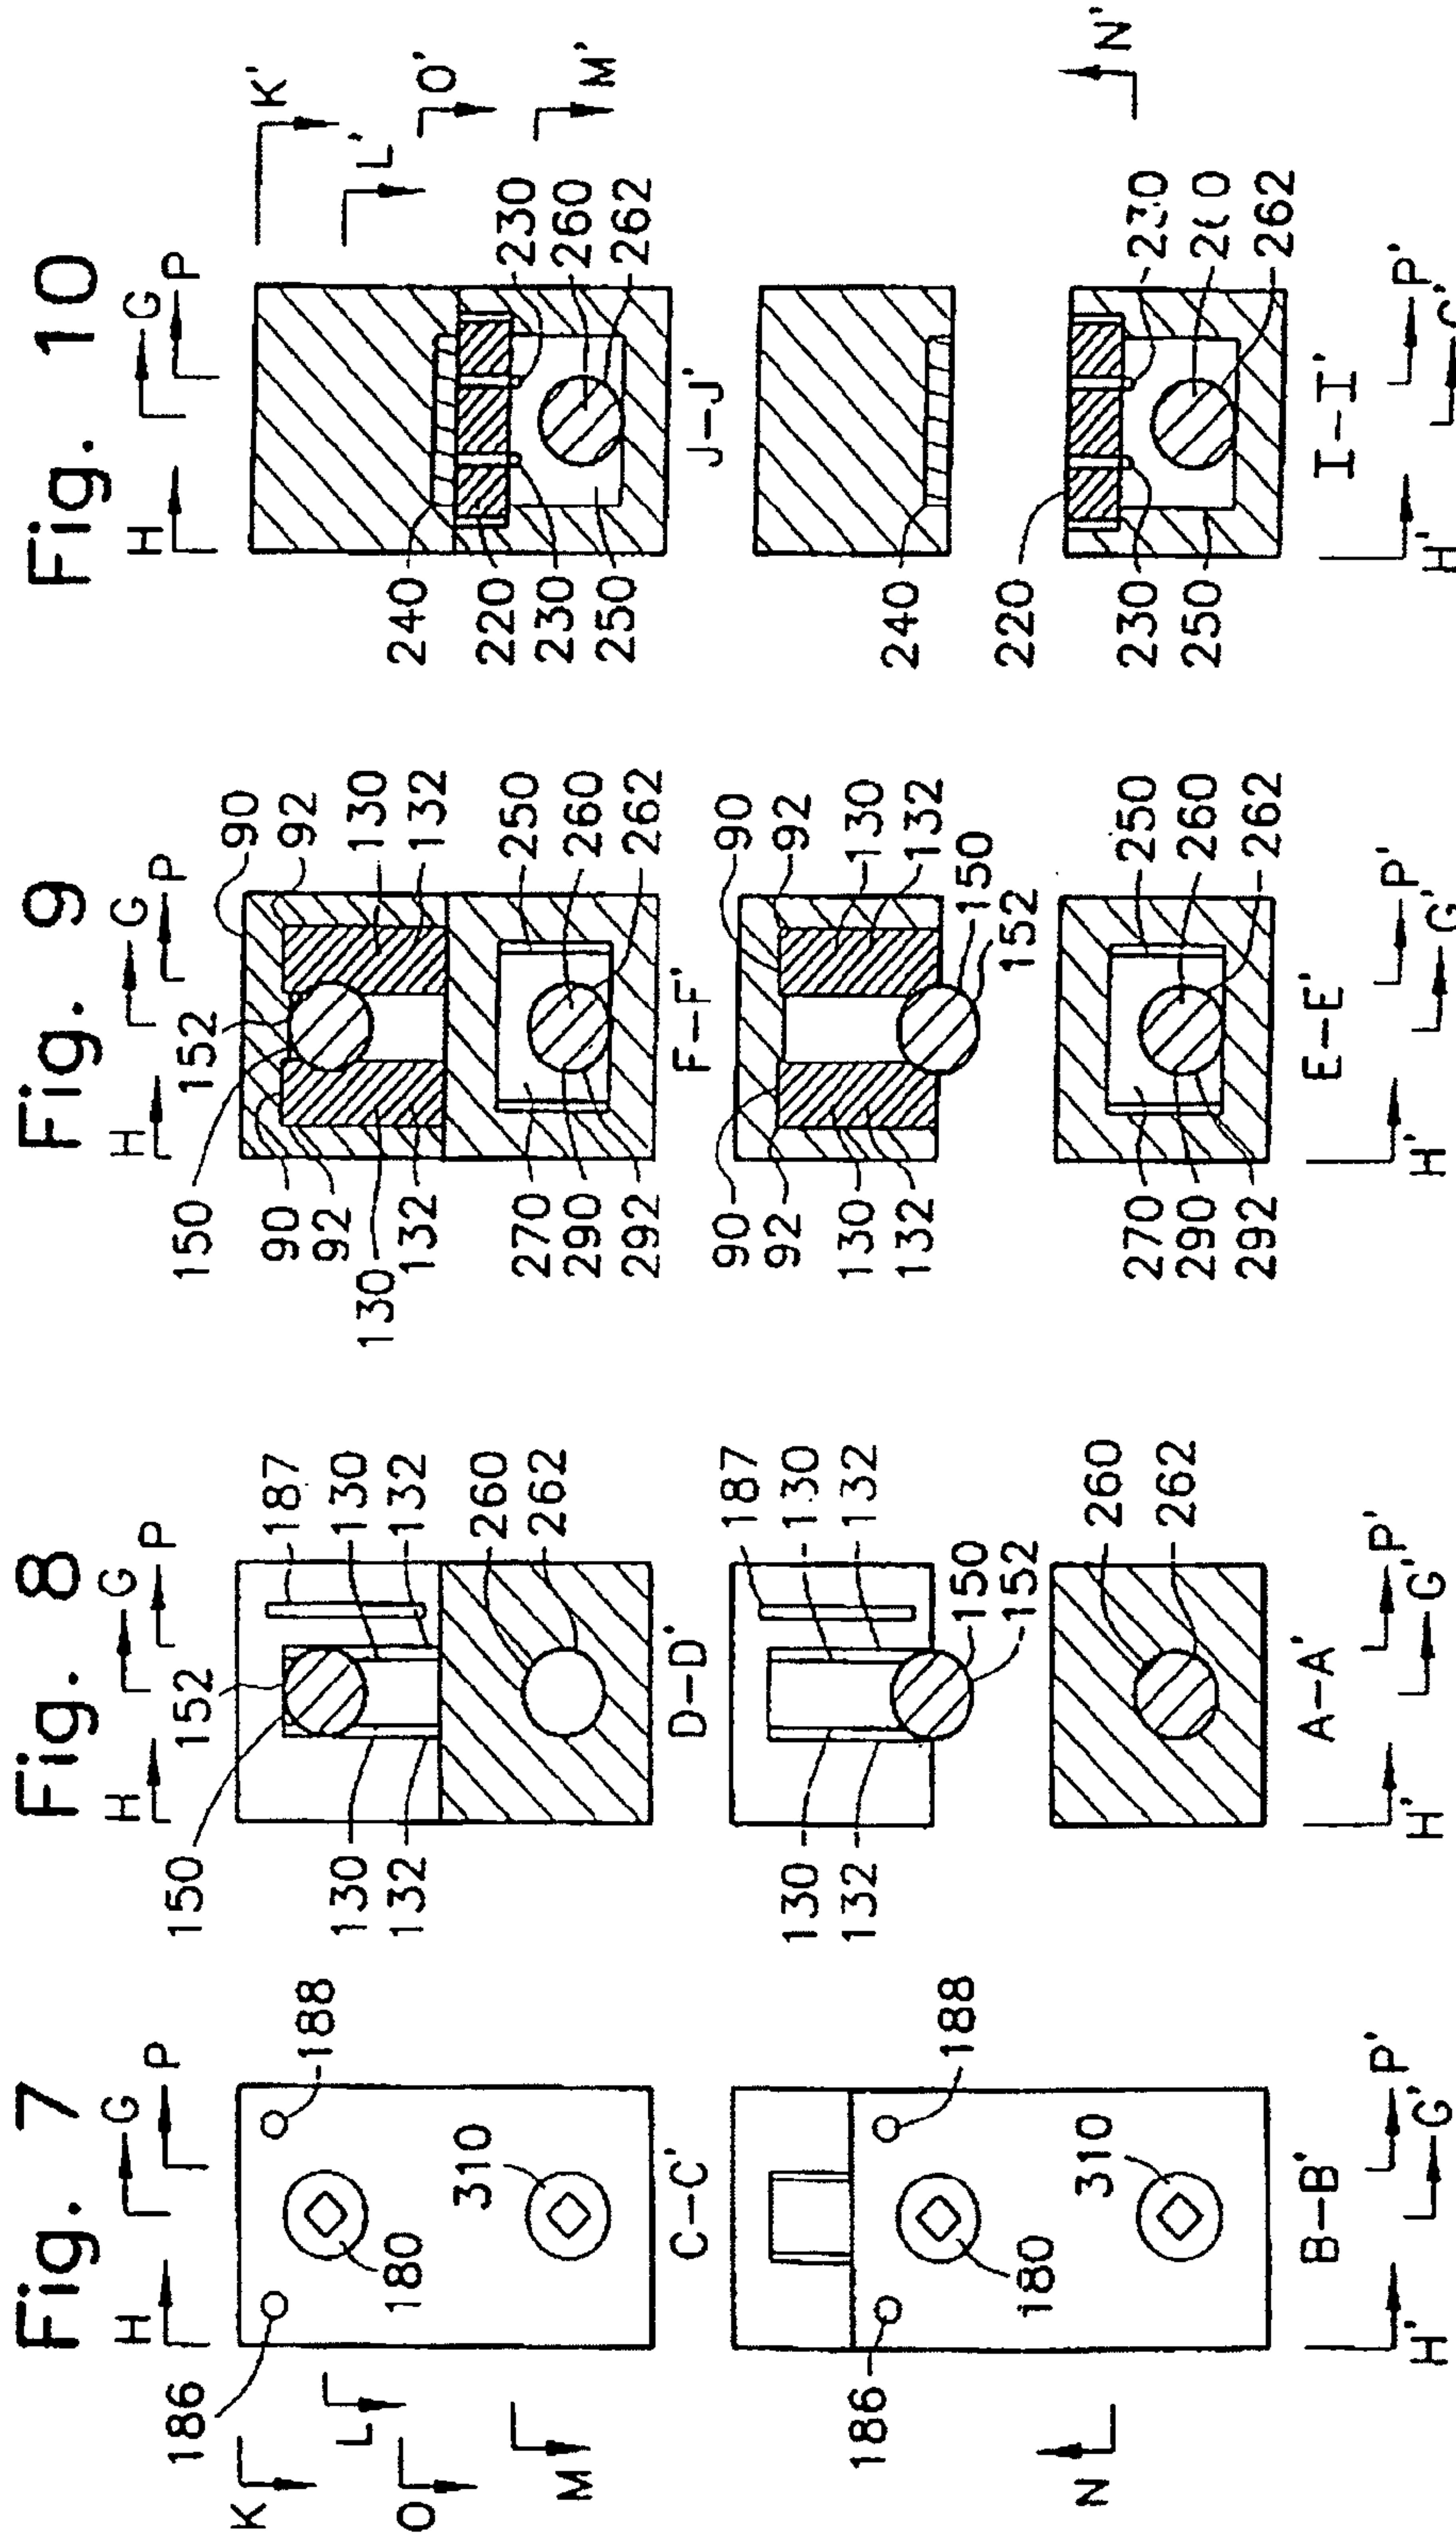 Fig. 7
H
G
P
186
188
180
310
C-C'
K
L
O
M
186
188
180
310
B-B'
N
H'
G'
P'
Fig. 8
H
G
P
150
152
187
130
130
132
132
260
262
D-D'
187
130
130
132
132
150
152
260
262
A-A'
H'
G'
P'
Fig. 9
H
G
P
150
152
90
92
90
92
130
132
130
132
270
290
292
250
260
262
F-F'
90
92
90
92
130
132
130
132
150
152
270
290
292
250
260
262
E-E'
H'
G'
P'
Fig. 10
H
G
P
K'
L'
O'
M'
240
220
230
250
230
260
262
J-J'
240
220
230
250
230
262
I-I'
N'
H'
P'